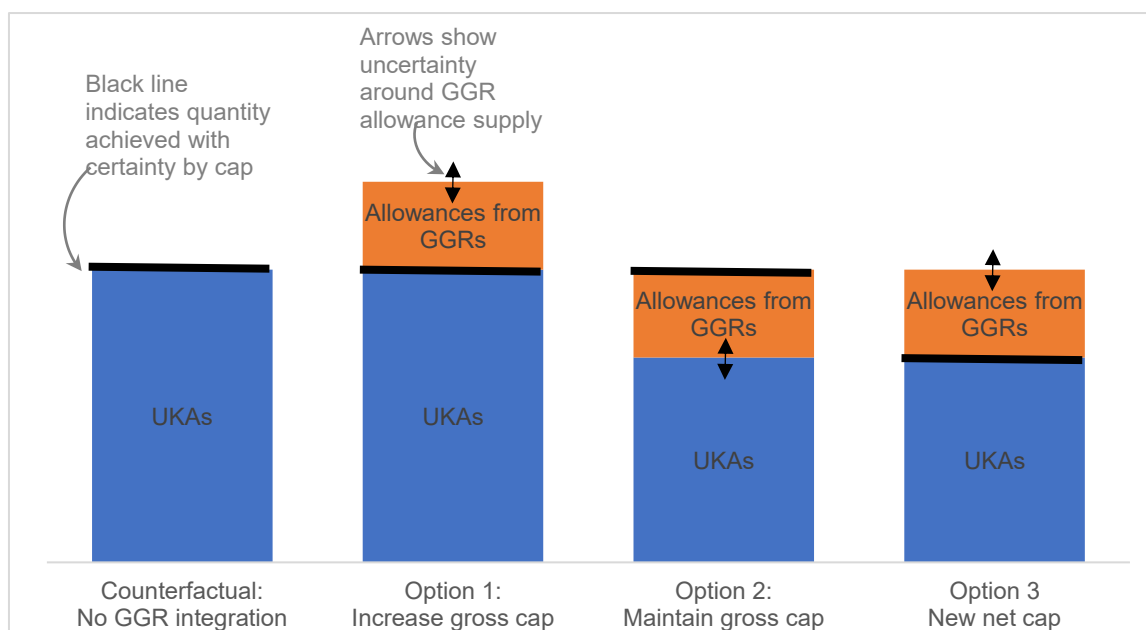 Black line
indicates quantity
achieved with
certainty by cap
Arrows show
uncertainty
around GGR
allowance supply
UKAs
Allowances from
GGRs
UKAs
Allowances from
GGRs
UKAs
Allowances from
GGRs
UKAs
Counterfactual:
No GGR integration
Option 1:
Increase gross cap
Option 2:
Maintain gross cap
Option 3
New net cap